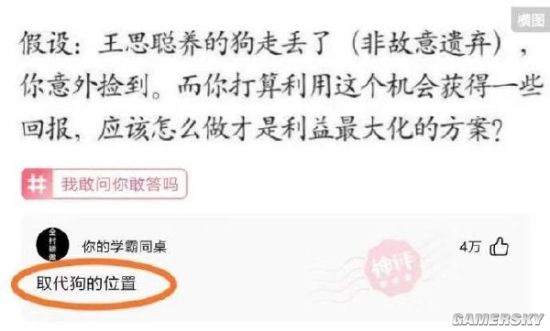 横图
假设：王思聪养的狗走丢了（非故意遗弃），
你意外捡到。而你打算利用这个机会获得一些
回报，应该怎么做才是利益最大化的方案？
# 我敢问你敢答吗
你的学霸同桌
4万
神评
取代狗的位置
GAMERSKY